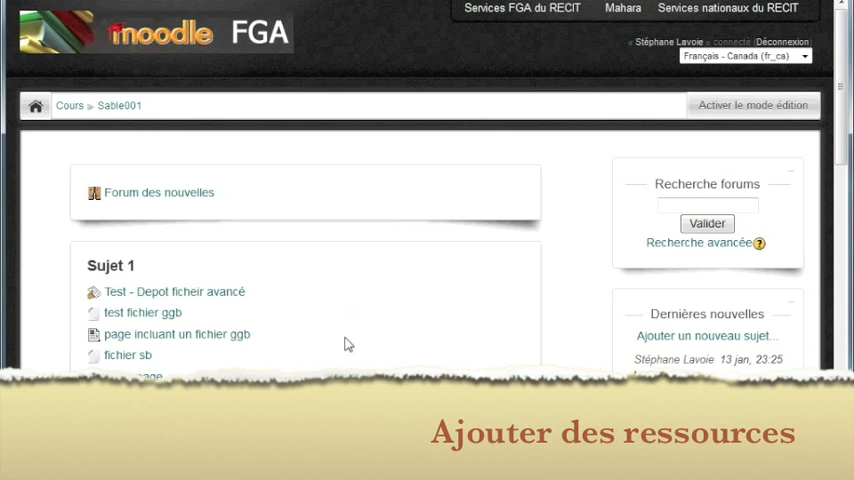 Services FGA du RECIT Mahara Services nationaux du RECIT
moodle FGA
« Stéphane Lavoie » connecté (Déconnexion)
Français - Canada (fr_ca)
Cours Sable001
Activer le mode édition
Forum des nouvelles
Recherche forums
Valider
Recherche avancée
Sujet 1
Test - Depot ficheir avancé
test fichier ggb
page incluant un fichier ggb
fichier sb
page
Dernières nouvelles
Ajouter un nouveau sujet...
Stéphane Lavoie 13 jan, 23:25
Ajouter des ressources